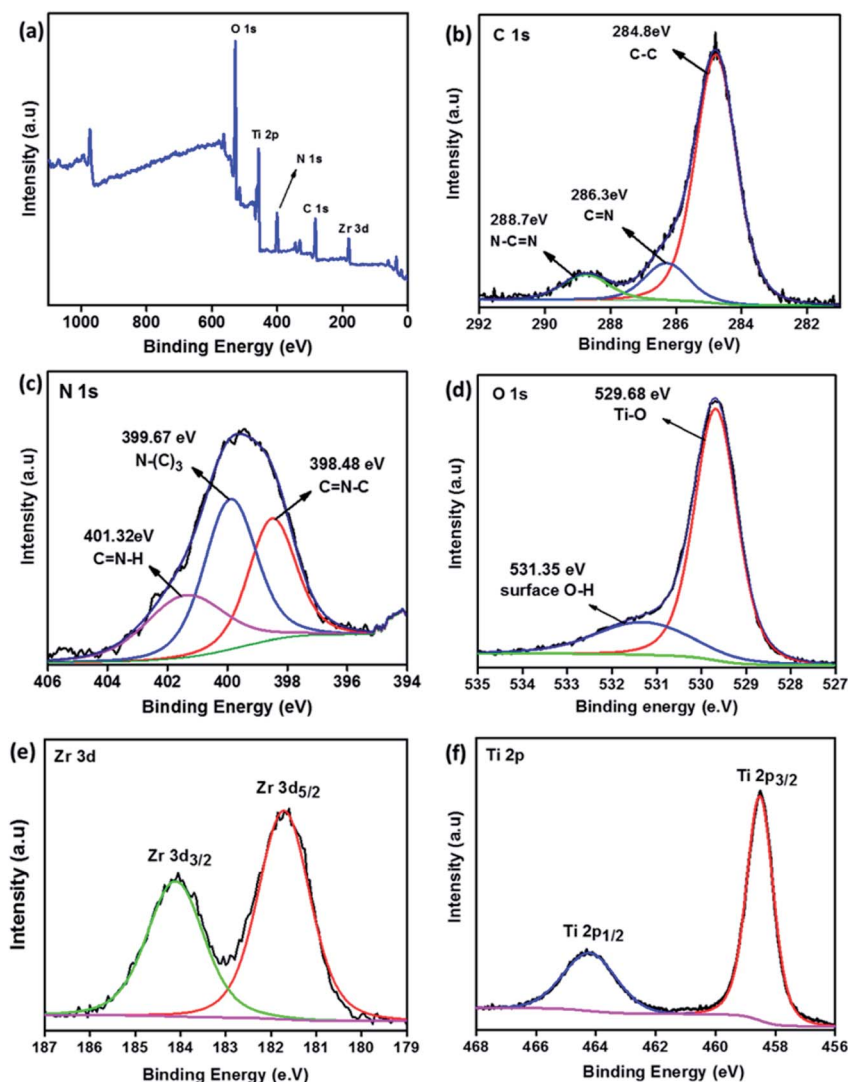 (a)
O 1s
Ti 2p
N 1s
C 1s
Zr 3d
Intensity (a.u)
1000 800 600 400 200 0
Binding Energy (eV)
(b) C 1s
284.8eV
C-C
286.3eV
C=N
288.7eV
N-C=N
Intensity (a.u)
292 290 288 286 284 282
Binding Energy (eV)
(c) N 1s
399.67 eV
N-(C)3
398.48 eV
C=N-C
401.32eV
C=N-H
Intensity (a.u)
406 404 402 400 398 396 394
Binding Energy (eV)
(d) O 1s
529.68 eV
Ti-O
531.35 eV
surface O-H
Intensity (a.u)
535 534 533 532 531 530 529 528 527
Binding energy (e.V)
(e) Zr 3d
Zr 3d5/2
Zr 3d3/2
Intensity (a.u)
187 186 185 184 183 182 181 180 179
Binding Energy (e.V)
(f) Ti 2p
Ti 2p3/2
Ti 2p1/2
Intensity (a.u)
468 466 464 462 460 458 456
Binding Energy (eV)